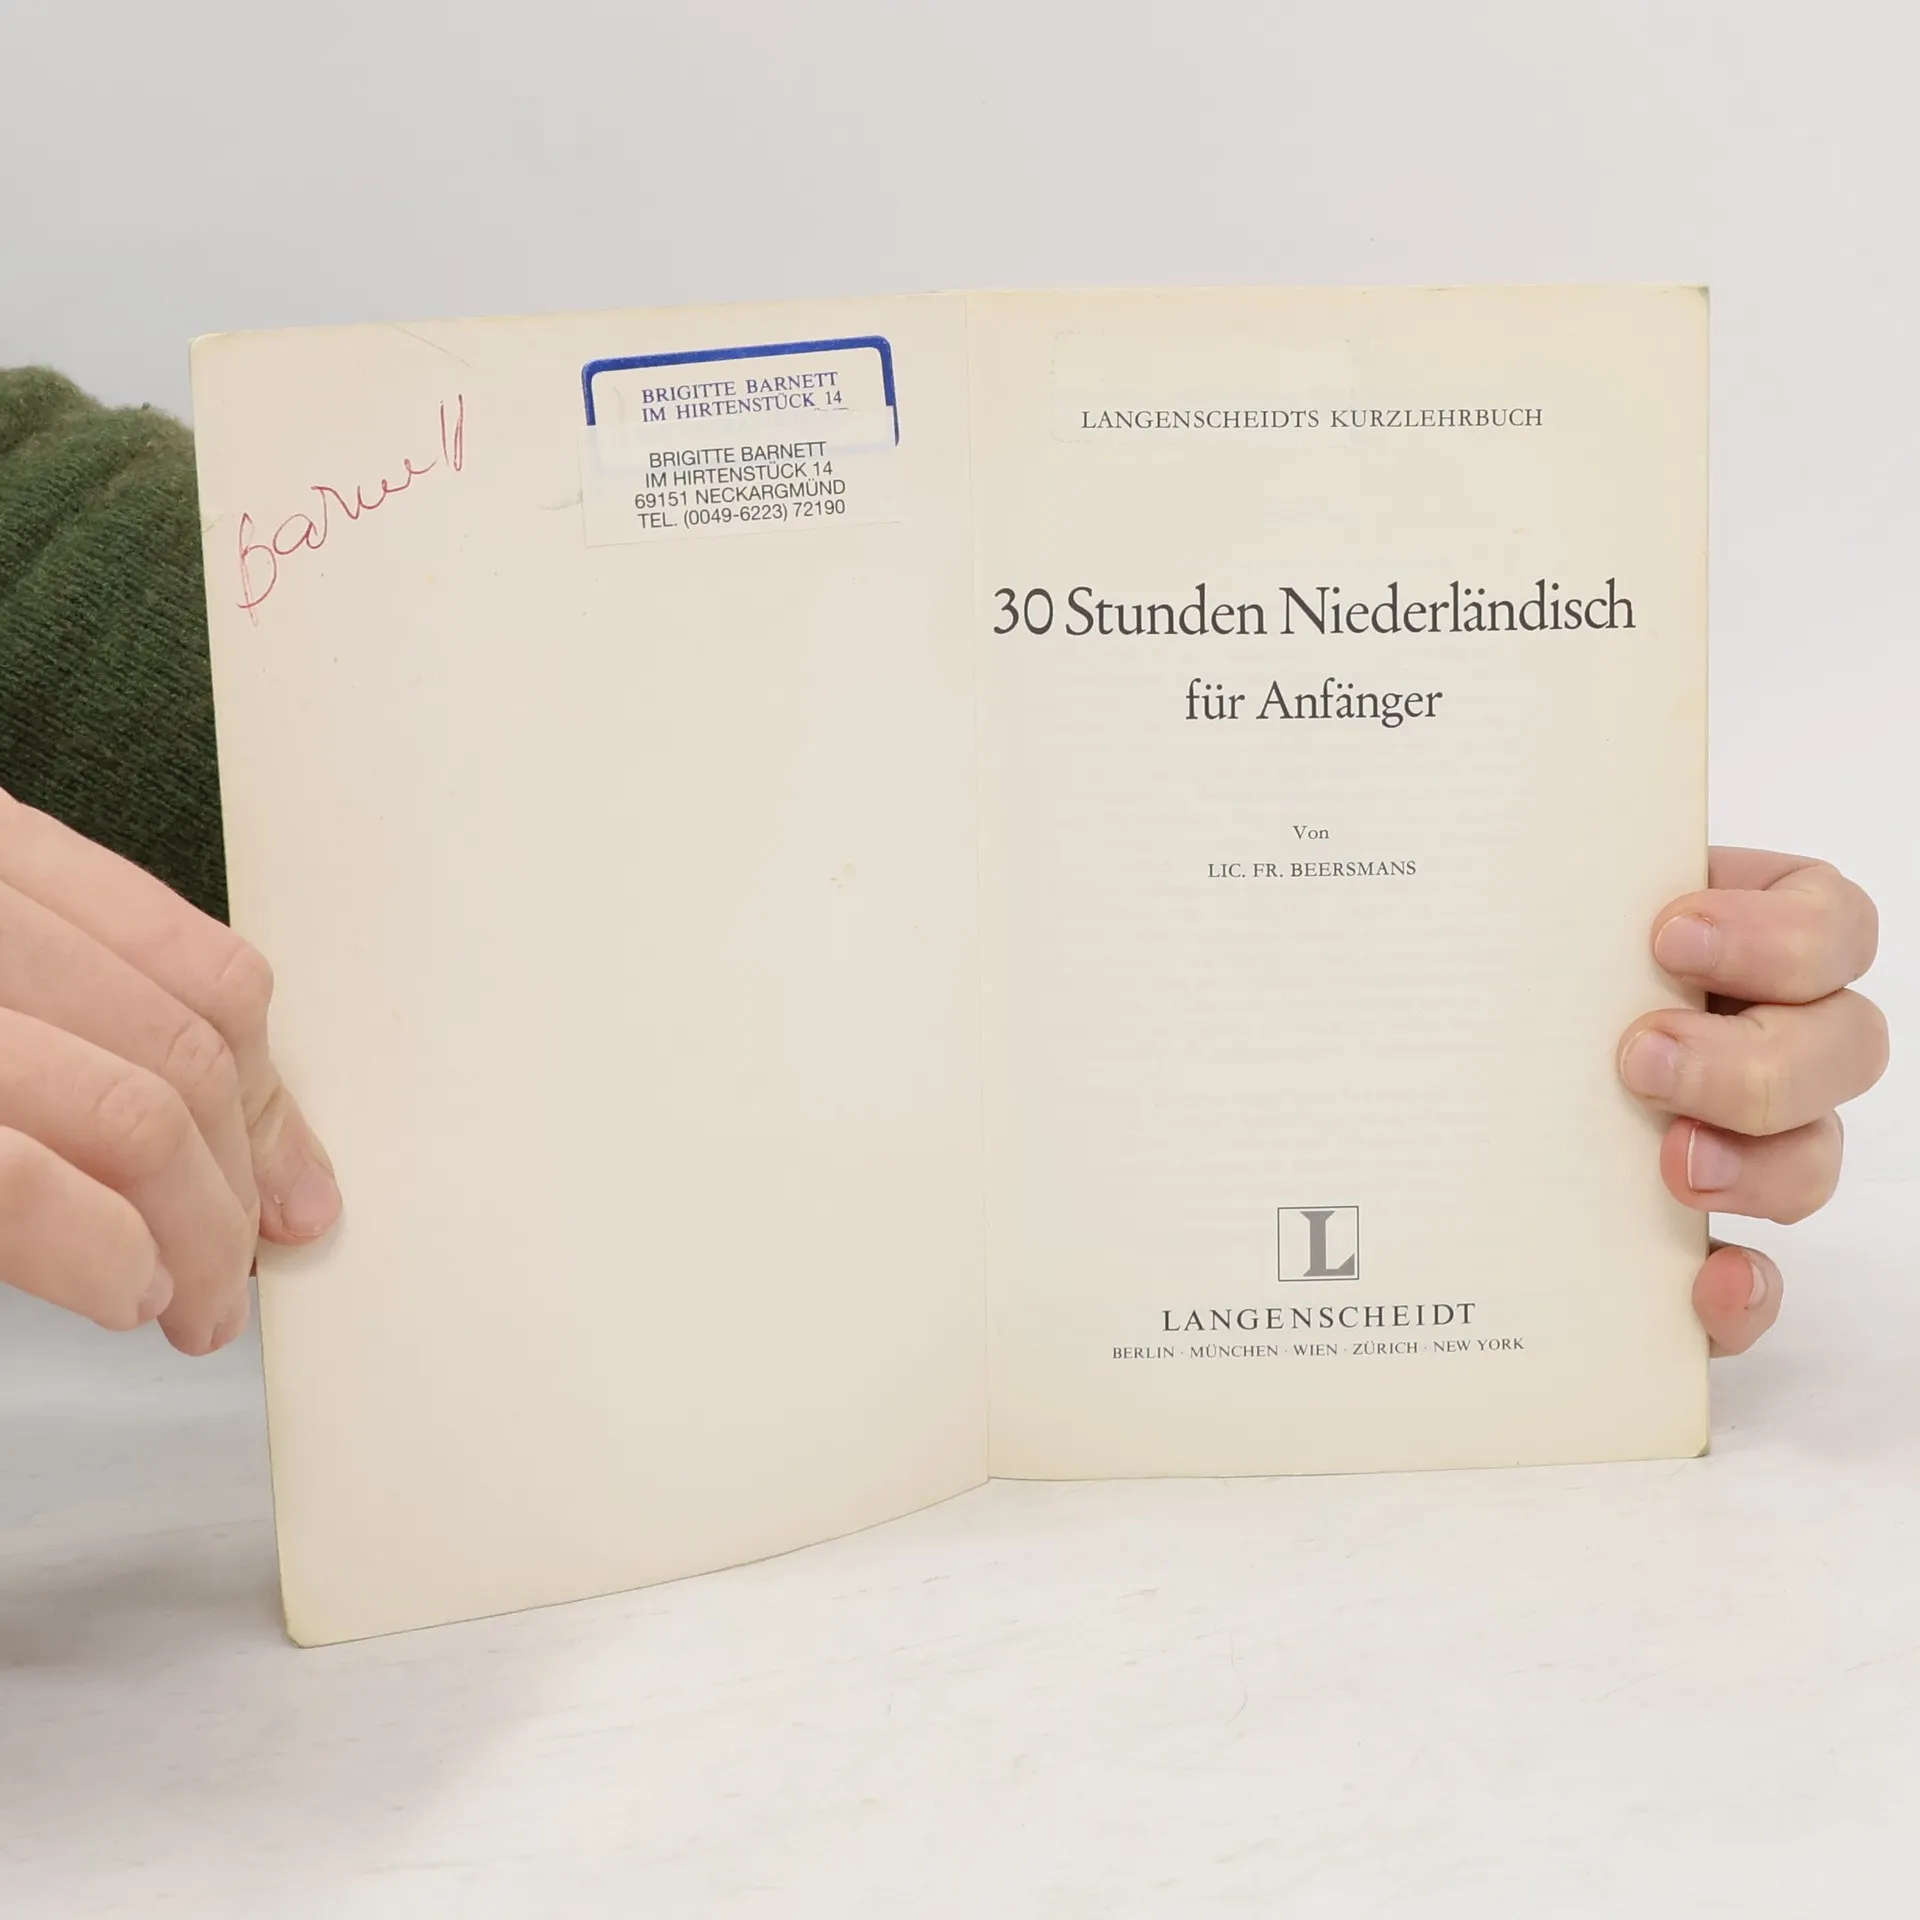 Barnett
BRIGITTE BARNETT
IM HIRTENSTÜCK 14
BRIGITTE BARNETT
IM HIRTENSTÜCK 14
69151 NECKARGMÜND
TEL. (0049-6223) 72190
LANGENSCHEIDTS KURZLEHRBUCH
30 Stunden Niederländisch
für Anfänger
Von
LIC. FR. BEERSMANS
L
LANGENSCHEIDT
BERLIN · MÜNCHEN · WIEN · ZÜRICH · NEW YORK